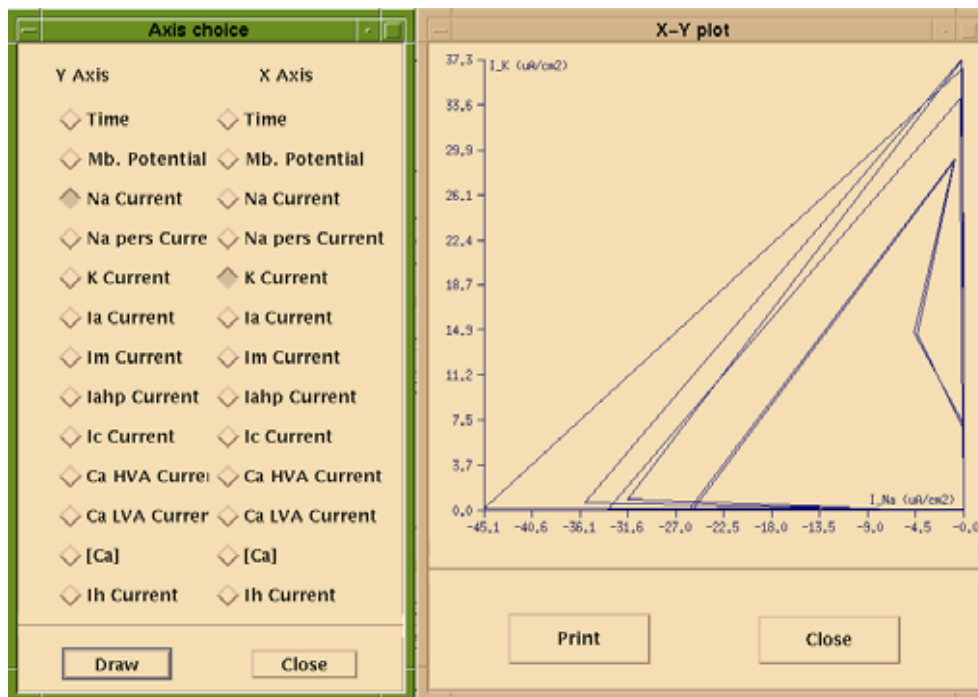 Axis choice
Y Axis X Axis
Time Time
Mb. Potential Mb. Potential
Na Current Na Current
Na pers Curre Na pers Current
K Current K Current
Ia Current Ia Current
Im Current Im Current
Iahp Current Iahp Current
Ic Current Ic Current
Ca HVA Currei Ca HVA Current
Ca LVA Currer Ca LVA Current
[Ca] [Ca]
Ih Current Ih Current
Draw Close
X-Y plot
37.3 I_K (uA/cm2)
33.6
29.9
26.1
22.4
18.7
14.9
11.2
7.5
3.7
0.0 I_Na (uA/cm2)
-45.1 -40.6 -36.1 -31.6 -27.0 -22.5 -18.0 -13.5 -9.0 -4.5 -0.0
Print Close